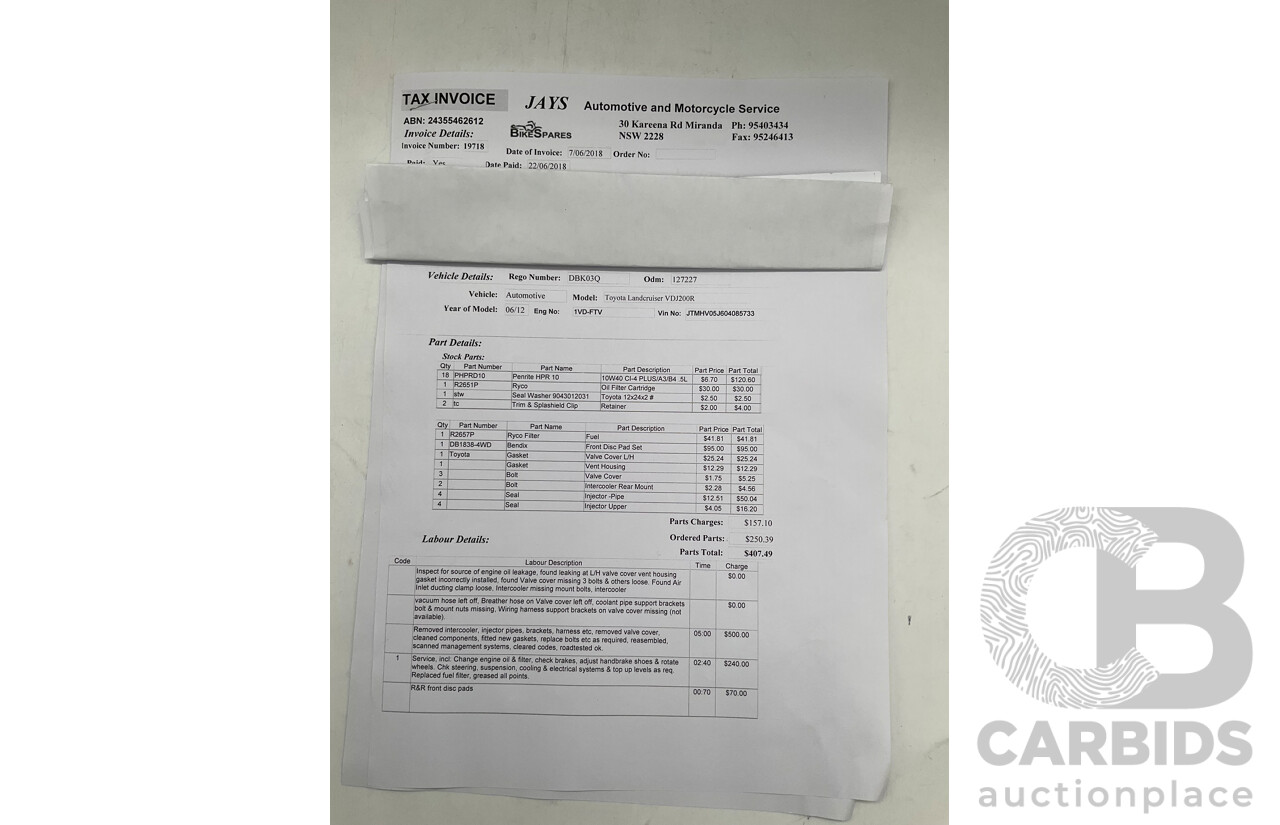 TAX INVOICE JAYS Automotive and Motorcycle Service
ABN: 24355462612 BIKESPARES 30 Kareena Rd Miranda Ph: 95403434
Invoice Details: NSW 2228 Fax: 95246413
Invoice Number: 19718 Date of Invoice: 7/06/2018 Order No:
Paid: Yes Date Paid: 22/06/2018
Vehicle Details: Rego Number: DBK03Q Odm: 127227
Vehicle: Automotive Model: Toyota Landcruiser VDJ200R
Year of Model: 06/12 Eng No: 1VD-FTV Vin No: JTMHV05J604085733
Part Details:
Stock Parts:
Qty Part Number Part Name Part Description Part Price Part Total
18 PHPRD10 Penrite HPR 10 10W40 CI-4 PLUS/A3/B4 .5L $6.70 $120.60
1 R2651P Ryco Oil Filter Cartridge $30.00 $30.00
1 stw Seal Washer 9043012031 Toyota 12x24x2 # $2.50 $2.50
2 tc Trim & Splashield Clip Retainer $2.00 $4.00
Qty Part Number Part Name Part Description Part Price Part Total
1 R2657P Ryco Filter Fuel $41.81 $41.81
1 DB1838-4WD Bendix Front Disc Pad Set $95.00 $95.00
1 Toyota Gasket Valve Cover L/H $25.24 $25.24
1 Gasket Vent Housing $12.29 $12.29
3 Bolt Valve Cover $1.75 $5.25
2 Bolt Intercooler Rear Mount $2.28 $4.56
4 Seal Injector -Pipe $12.51 $50.04
4 Seal Injector Upper $4.05 $16.20
Parts Charges: $157.10
Ordered Parts: $250.39
Parts Total: $407.49
Labour Details:
Code Labour Description Time Charge
Inspect for source of engine oil leakage, found leaking at L/H valve cover vent housing $0.00
gasket incorrectly installed, found Valve cover missing 3 bolts & others loose. Found Air
Inlet ducting clamp loose, Intercooler missing mount bolts, intercooler
vacuum hose left off, Breather hose on Valve cover left off, coolant pipe support brackets $0.00
bolt & mount nuts missing, Wiring harness support brackets on valve cover missing (not
available).
Removed intercooler, injector pipes, brackets, harness etc, removed valve cover, 05:00 $500.00
cleaned components, fitted new gaskets, replace bolts etc as required, reassembled,
scanned management systems, cleared codes, roadtested ok.
1 Service, incl: Change engine oil & filter, check brakes, adjust handbrake shoes & rotate 02:40 $240.00
wheels. Chk steering, suspension, cooling & electrical systems & top up levels as req.
Replaced fuel filter, greased all points.
R&R front disc pads 00:70 $70.00
CB
CARBIDS
auctionplace